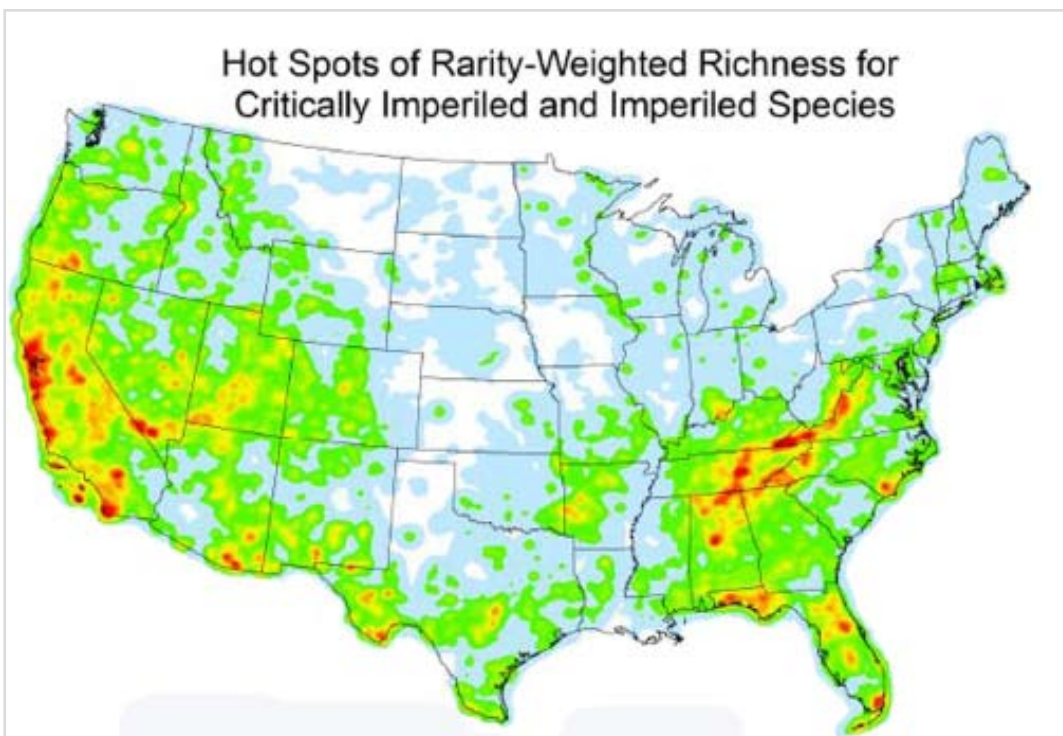 Hot Spots of Rarity-Weighted Richness for
Critically Imperiled and Imperiled Species